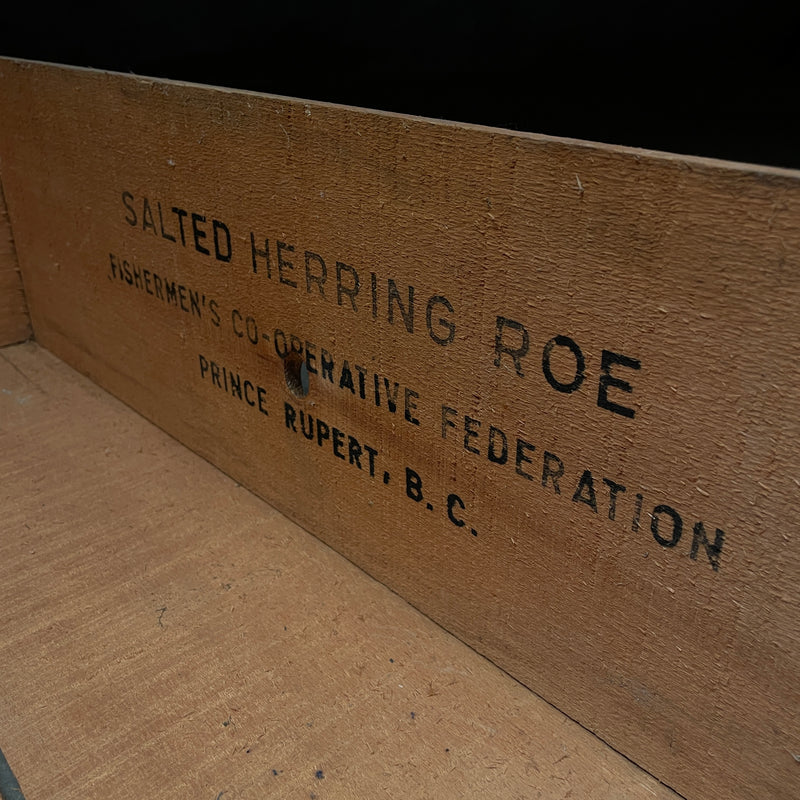 SALTED HERRING ROE
FISHERMEN'S CO-OPERATIVE FEDERATION
PRINCE RUPERT, B. C.